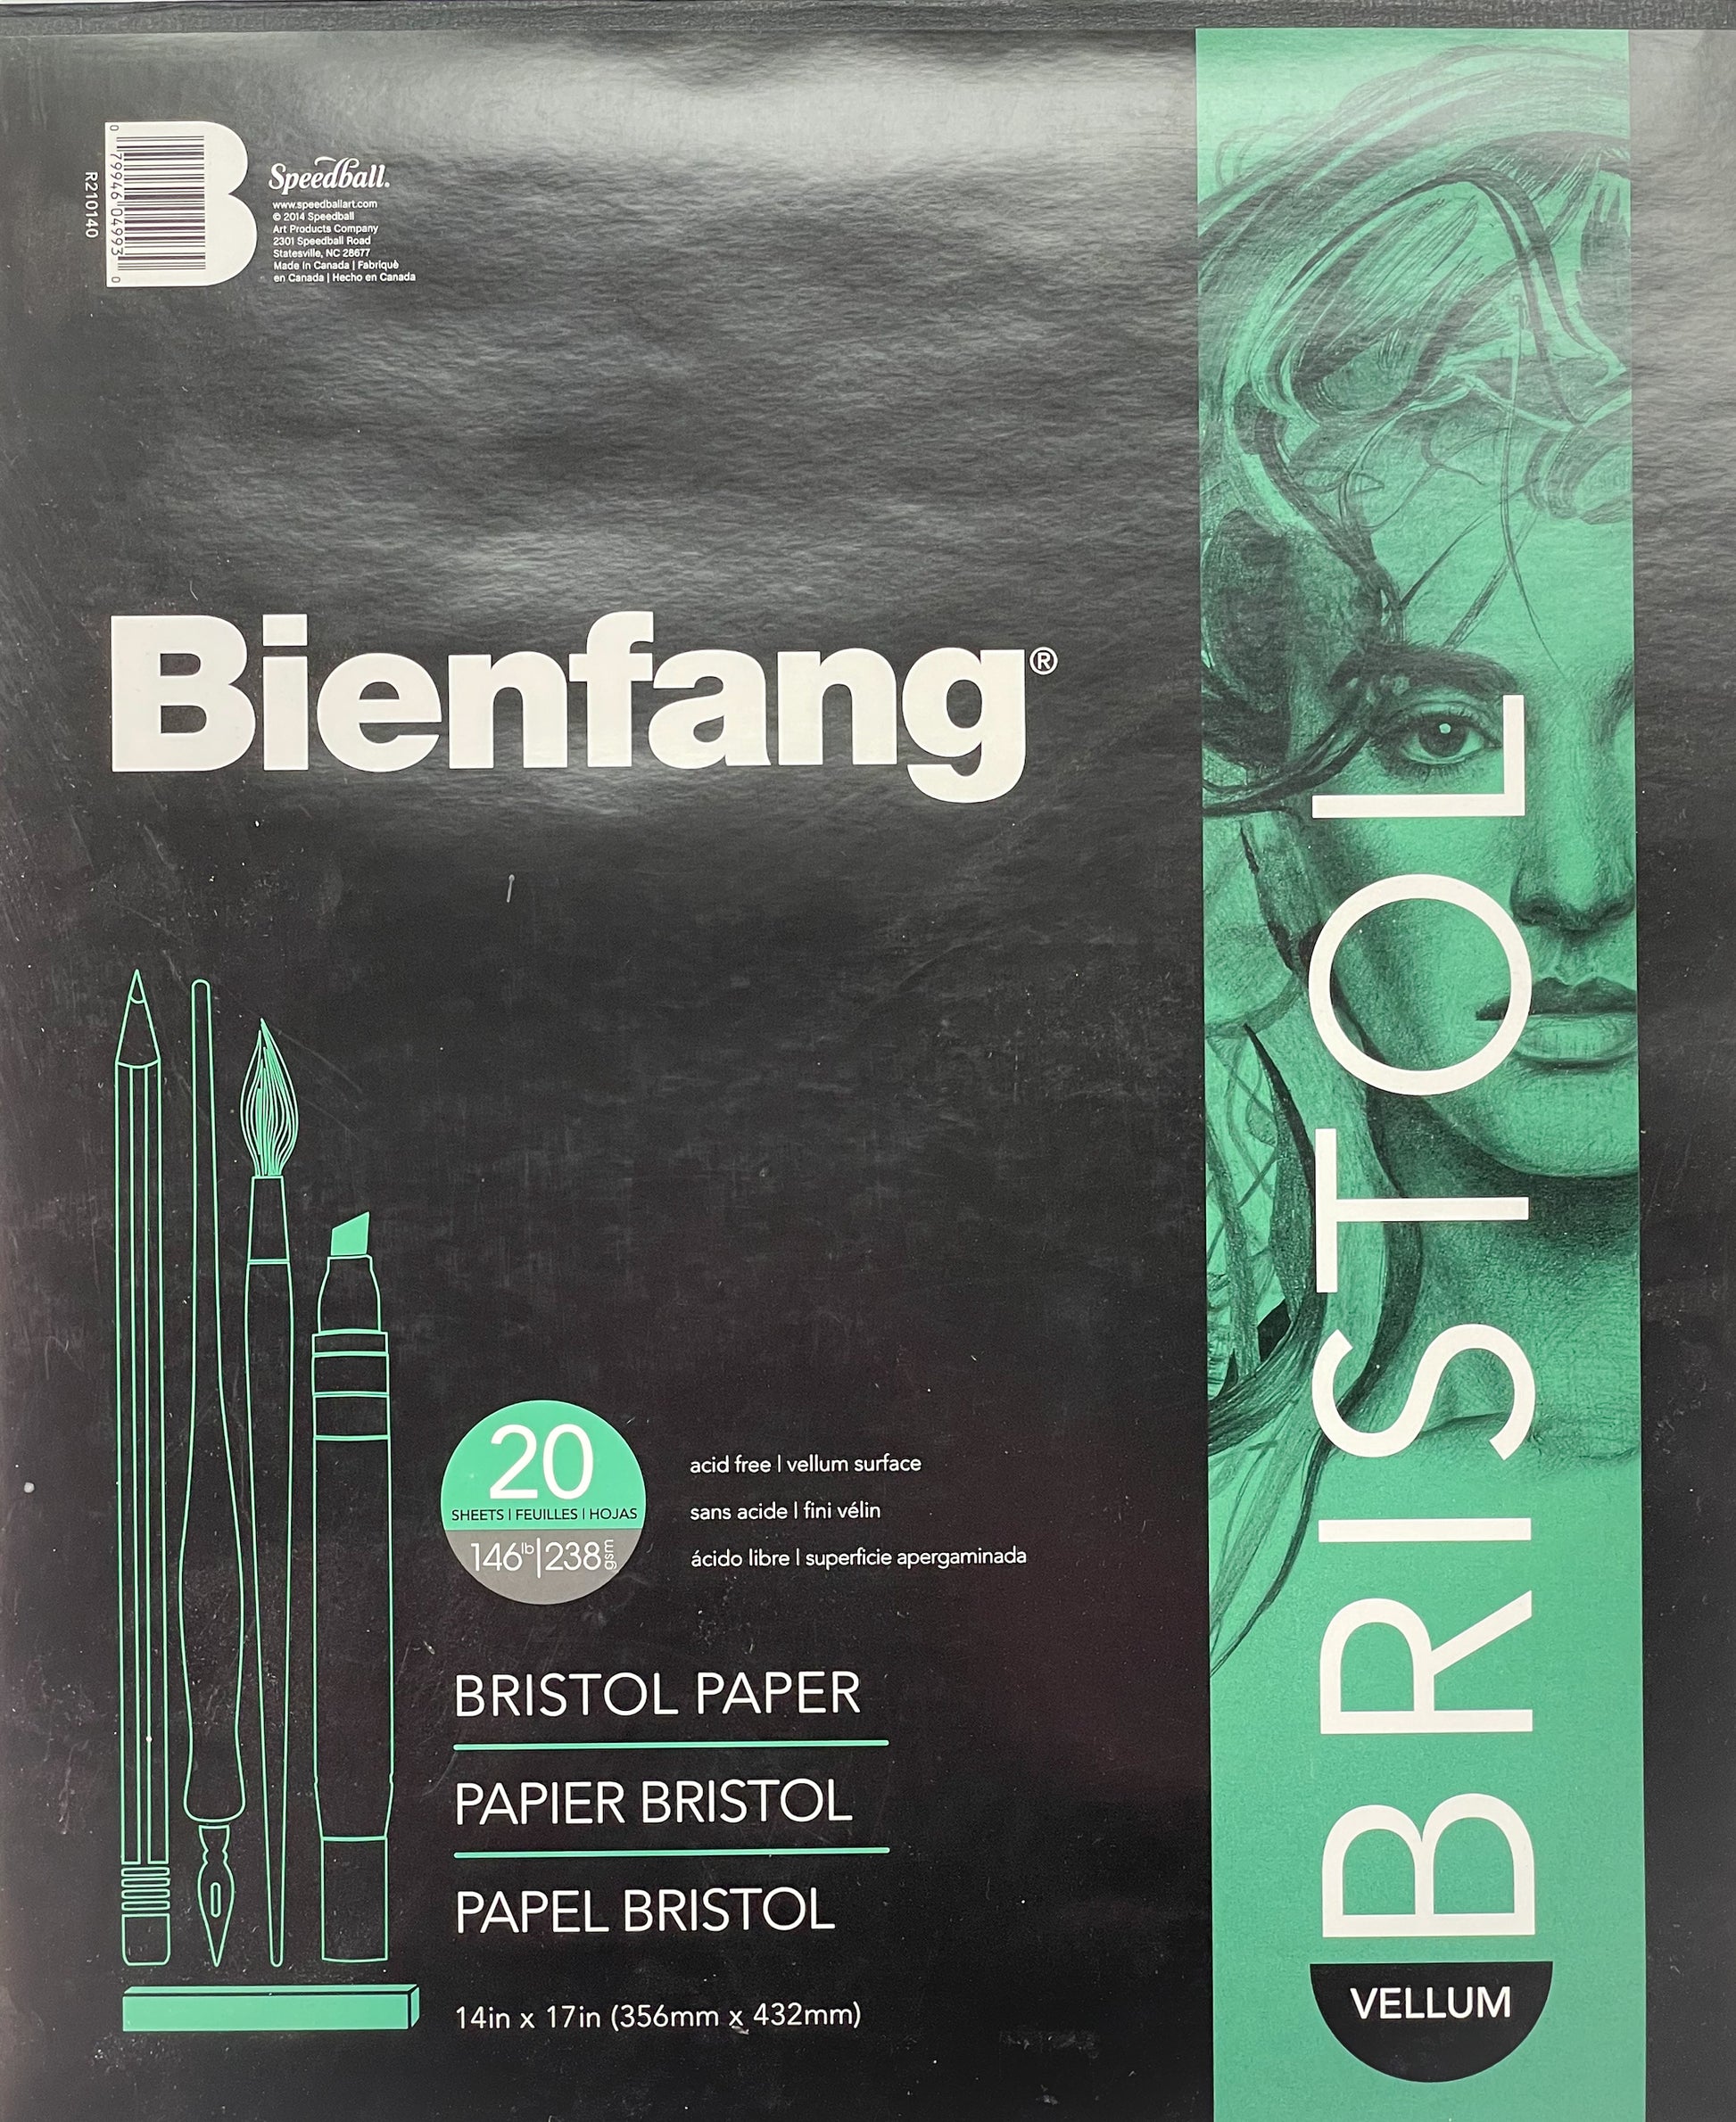 R210140
0 79946 04993 0
Speedball.
www.speedballart.com
© 2014 Speedball
Art Products Company
2301 Speedball Road
Statesville, NC 28677
Made in Canada | Fabriquè
en Canada | Hecho en Canada
Bienfang®
BRISTOL
VELLUM
20
SHEETS | FEUILLES | HOJAS
146lb|238gsm
acid free | vellum surface
sans acide | fini vélin
ácido libre | superficie apergaminada
BRISTOL PAPER
PAPIER BRISTOL
PAPEL BRISTOL
14in x 17in (356mm x 432mm)